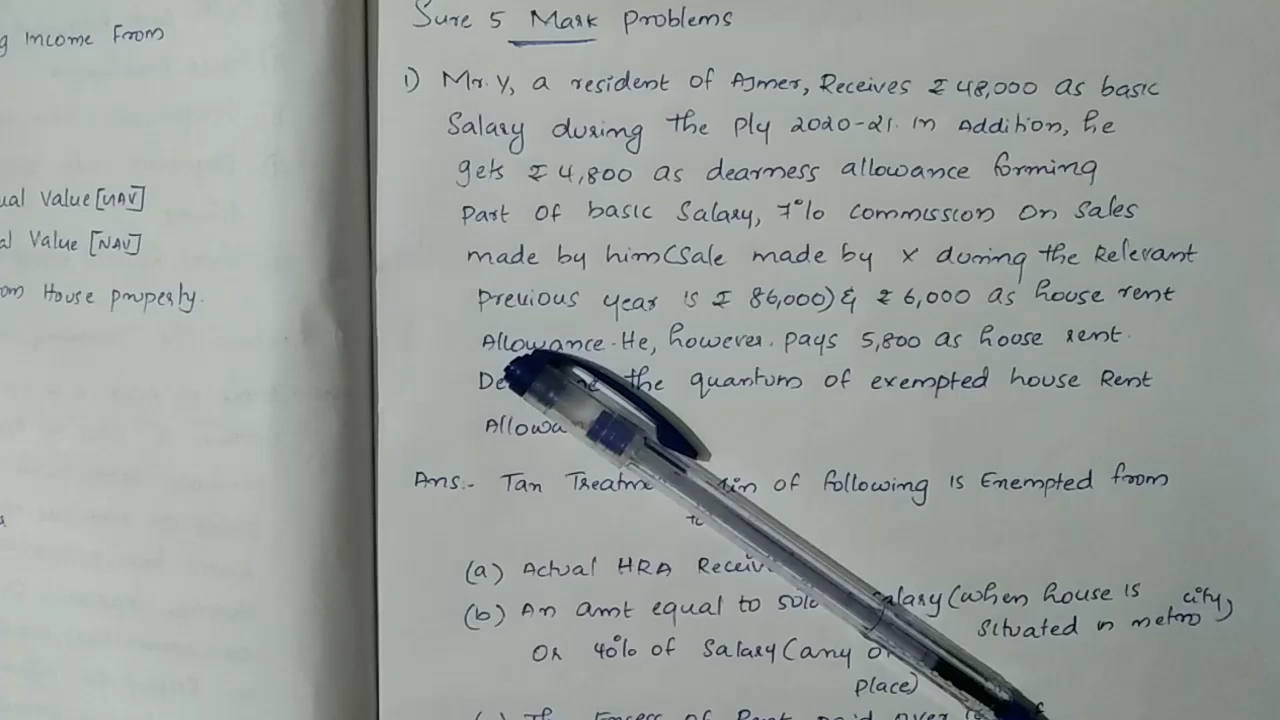 g Income From
ual Value [UAV]
al Value [NAV]
om House property.
Sure 5 Mark Problems
1) Mr. Y, a resident of Ajmer, Receives ₹ 48,000 as basic
Salary during the Ply 2020-21. In Addition, he
gets ₹ 4,800 as dearness allowance forming
Part of basic Salary, 7% commission on sales
made by him (Sale made by X during the Relevant
Previous year is ₹ 86,000) & ₹ 6,000 as house rent
Allowance. He, however. pays 5,800 as hoose rent.
the quantum of exempted house Rent
Allowa
Ans:- Tan Treatme of following is Exempted from
(a) Actual HRA Receiv
(b) An amt equal to 50% Salary (when house is situated in metro city)
OR 40% of Salary (any
place)